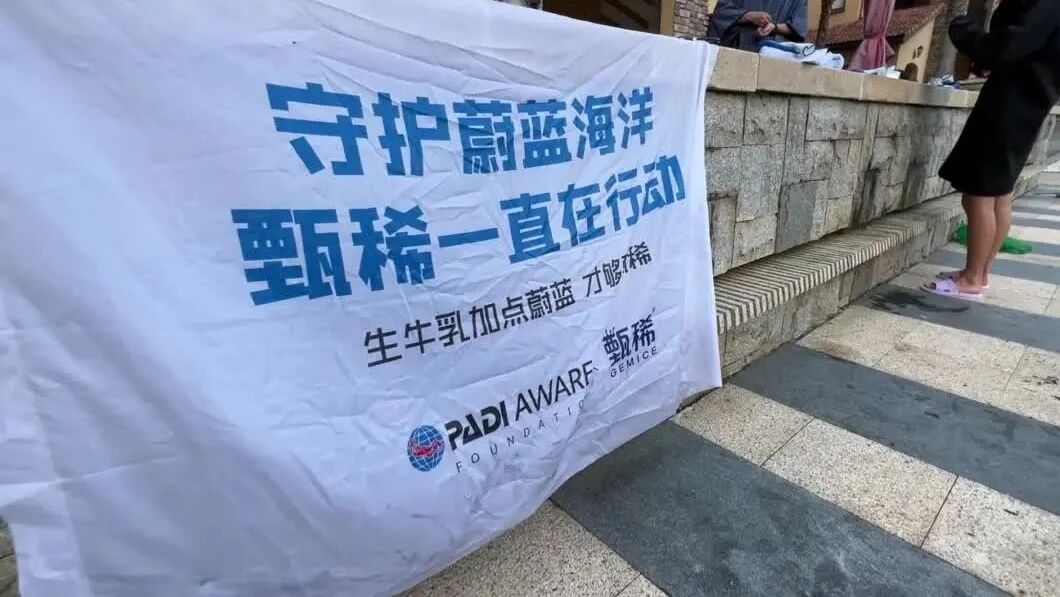 守护蔚蓝海洋
甄稀一直在行动
生牛乳加点蔚蓝 才够甄稀
PADI AWARE
FOUNDATION
甄稀
GEMICE